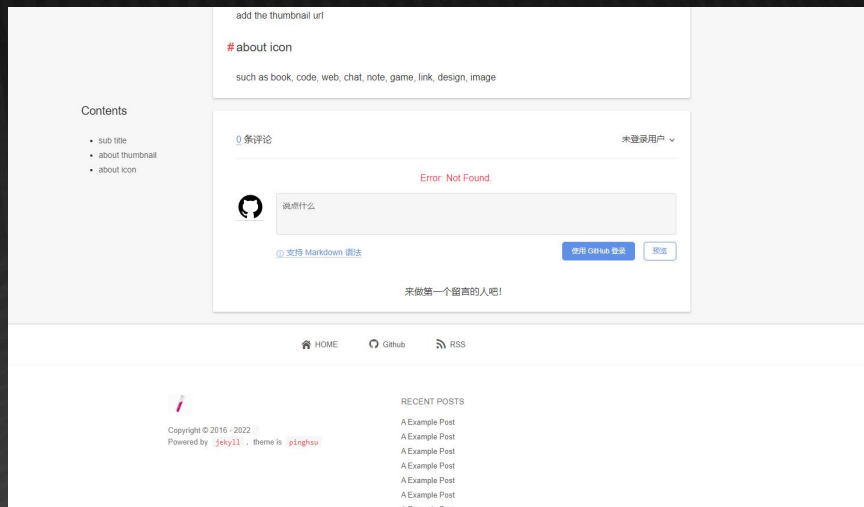 add the thumbnail url
# about icon
such as book, code, web, chat, note, game, link, design, image
Contents
sub title
about thumbnail
about icon
0 条评论
未登录用户
Error: Not Found.
说点什么
支持 Markdown 语法
使用 GitHub 登录
预览
来做第一个留言的人吧！
HOME
Github
RSS
Copyright © 2016 - 2022
Powered by jekyll , theme is pinghsu
RECENT POSTS
A Example Post
A Example Post
A Example Post
A Example Post
A Example Post
A Example Post